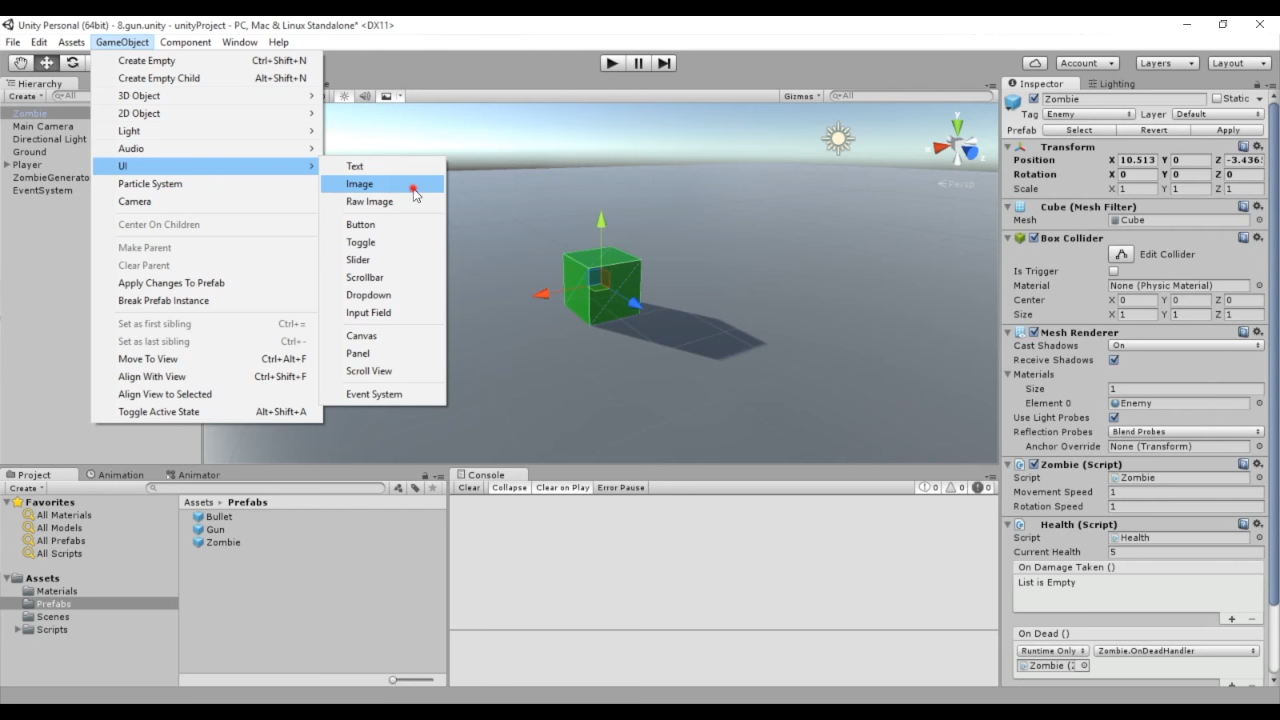 Unity Personal (64bit) - 8.gun.unity - unityProject - PC, Mac & Linux Standalone* <DX11>
File Edit Assets GameObject Component Window Help
Account Layers Layout
Hierarchy
Create All
Zombie
Main Camera
Directional Light
Ground
Player
ZombieGenerato
EventSystem
Create Empty Ctrl+Shift+N
Create Empty Child Alt+Shift+N
3D Object
2D Object
Light
Audio
UI
Particle System
Camera
Center On Children
Make Parent
Clear Parent
Apply Changes To Prefab
Break Prefab Instance
Set as first sibling Ctrl+=
Set as last sibling Ctrl+-
Move To View Ctrl+Alt+F
Align With View Ctrl+Shift+F
Align View to Selected
Toggle Active State Alt+Shift+A
Text
Image
Raw Image
Button
Toggle
Slider
Scrollbar
Dropdown
Input Field
Canvas
Panel
Scroll View
Event System
Gizmos All
y
z
Persp
Inspector Lighting
Zombie Static
Tag Enemy Layer Default
Prefab Select Revert Apply
Transform
Position X 10.513 Y 0 Z -3.436
Rotation X 0 Y 0 Z 0
Scale X 1 Y 1 Z 1
Cube (Mesh Filter)
Mesh Cube
Box Collider
Edit Collider
Is Trigger
Material None (Physic Material)
Center X 0 Y 0 Z 0
Size X 1 Y 1 Z 1
Mesh Renderer
Cast Shadows On
Receive Shadows
Materials
Size 1
Element 0 Enemy
Use Light Probes
Reflection Probes Blend Probes
Anchor Override None (Transform)
Zombie (Script)
Script Zombie
Movement Speed 1
Rotation Speed 1
Health (Script)
Script Health
Current Health 5
On Damage Taken ()
List is Empty
On Dead ()
Runtime Only Zombie.OnDeadHandler
Zombie (
Project Animation Animator
Create
Favorites
All Materials
All Models
All Prefabs
All Scripts
Assets
Materials
Prefabs
Scenes
Scripts
Assets Prefabs
Bullet
Gun
Zombie
Console
Clear Collapse Clear on Play Error Pause 0 0 0